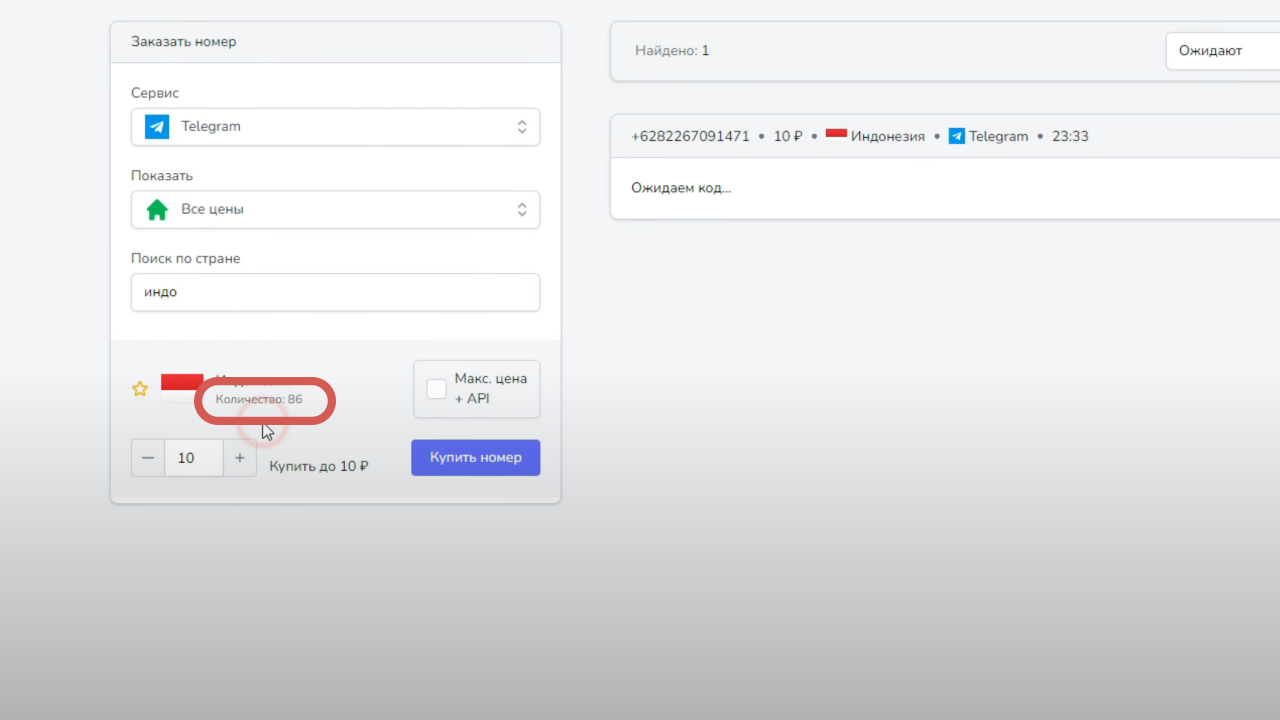 Заказать номер
Сервис
Telegram
Показать
Все цены
Поиск по стране
индо
Количество: 86
Макс. цена
+ API
10
Купить до 10 ₽
Купить номер
Найдено: 1
Ожидают
+6282267091471 • 10 ₽ • Индонезия • Telegram • 23:33
Ожидаем код...